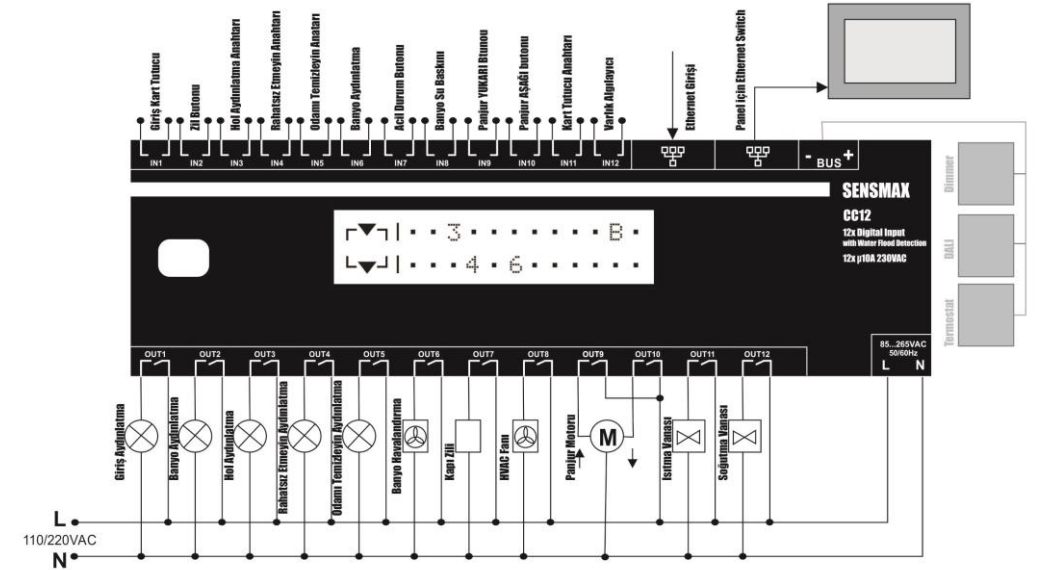 Giriş Kart Tutucu
Zil Butonu
Hol Aydınlatma Anahtarı
Rahatsız Etmeyin Anahtarı
Odamı Temizleyin Anatarı
Banyo Aydınlatma
Acil Durum Butonu
Banyo Su Baskını
Panjur YUKARI Btunou
Panjur AŞAĞI butonu
Kart Tutucu Anahtarı
Varlık Algılayıcı
Ethernet Girişi
Panel için Ethernet Switch
IN1
IN2
IN3
IN4
IN5
IN6
IN7
IN8
IN9
IN10
IN11
IN12
- BUS +
SENSMAX
CC12
12x Digital Input
with Water Flood Detection
12x µ10A 230VAC
Dimmer
DALI
Termostat
3 B
4 6
OUT1
OUT2
OUT3
OUT4
OUT5
OUT6
OUT7
OUT8
OUT9
OUT10
OUT11
OUT12
85...265VAC
50/60Hz
L N
Giriş Aydınlatma
Banyo Aydınlatma
Hol Aydınlatma
Rahatsız Etmeyin Aydınlatma
Odamı Temizleyin Aydınlatma
Banyo Havalandırma
Kapı Zili
HVAC Fanı
Panjur Motoru
M
Isıtma Vanası
Soğutma Vanası
L
110/220VAC
N